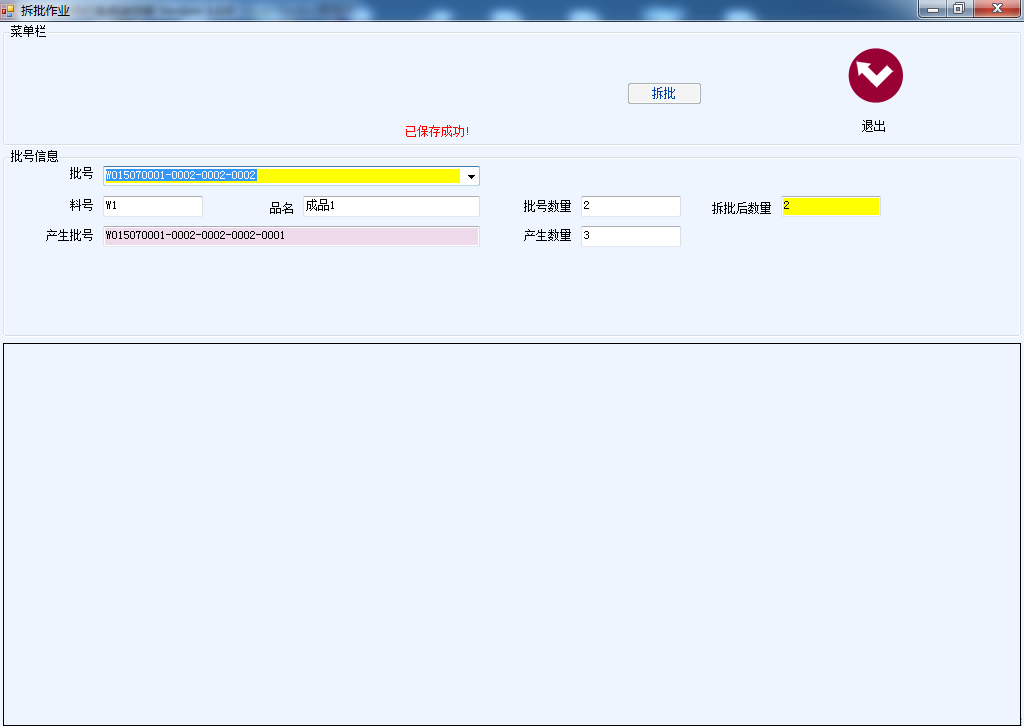 拆批作业
菜单栏
拆批
退出
已保存成功!
批号信息
批号 W015070001-0002-0002-0002
料号 W1 品名 成品1 批号数量 2 拆批后数量 2
产生批号 W015070001-0002-0002-0002-0001 产生数量 3